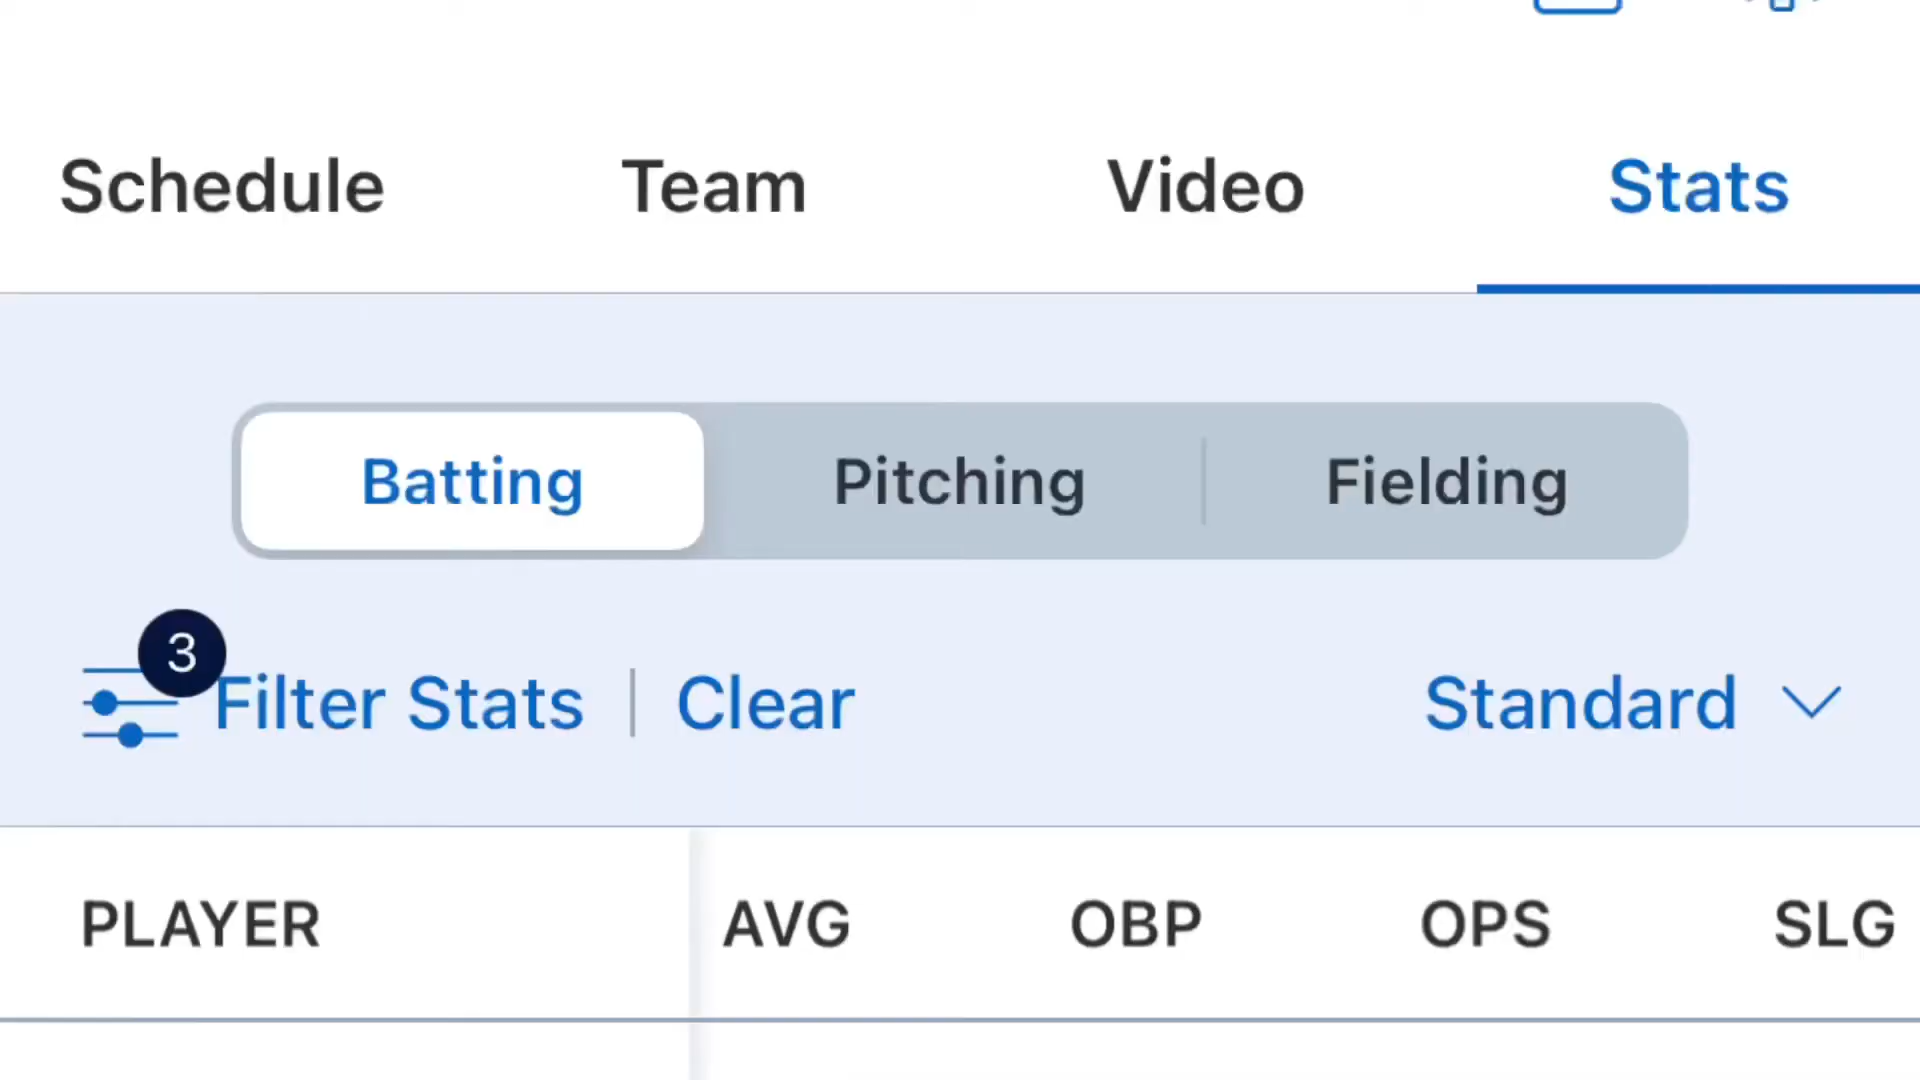 Schedule Team Video Stats
Batting Pitching Fielding
3
Filter Stats Clear Standard
PLAYER AVG OBP OPS SLG